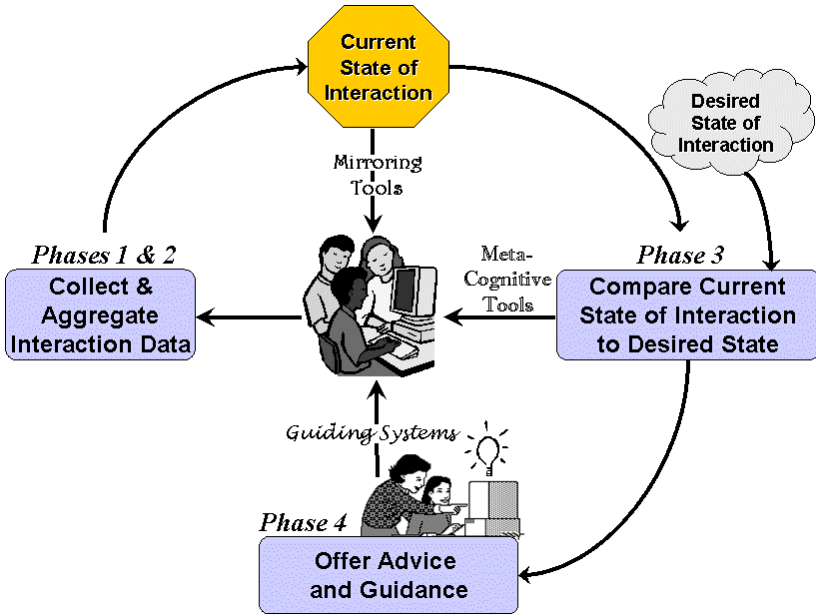 Current
State of
Interaction
Desired
State of
Interaction
Mirroring
Tools
Phases 1 & 2
Collect &
Aggregate
Interaction Data
Meta-
Cognitive
Tools
Phase 3
Compare Current
State of Interaction
to Desired State
Guiding Systems
Phase 4
Offer Advice
and Guidance